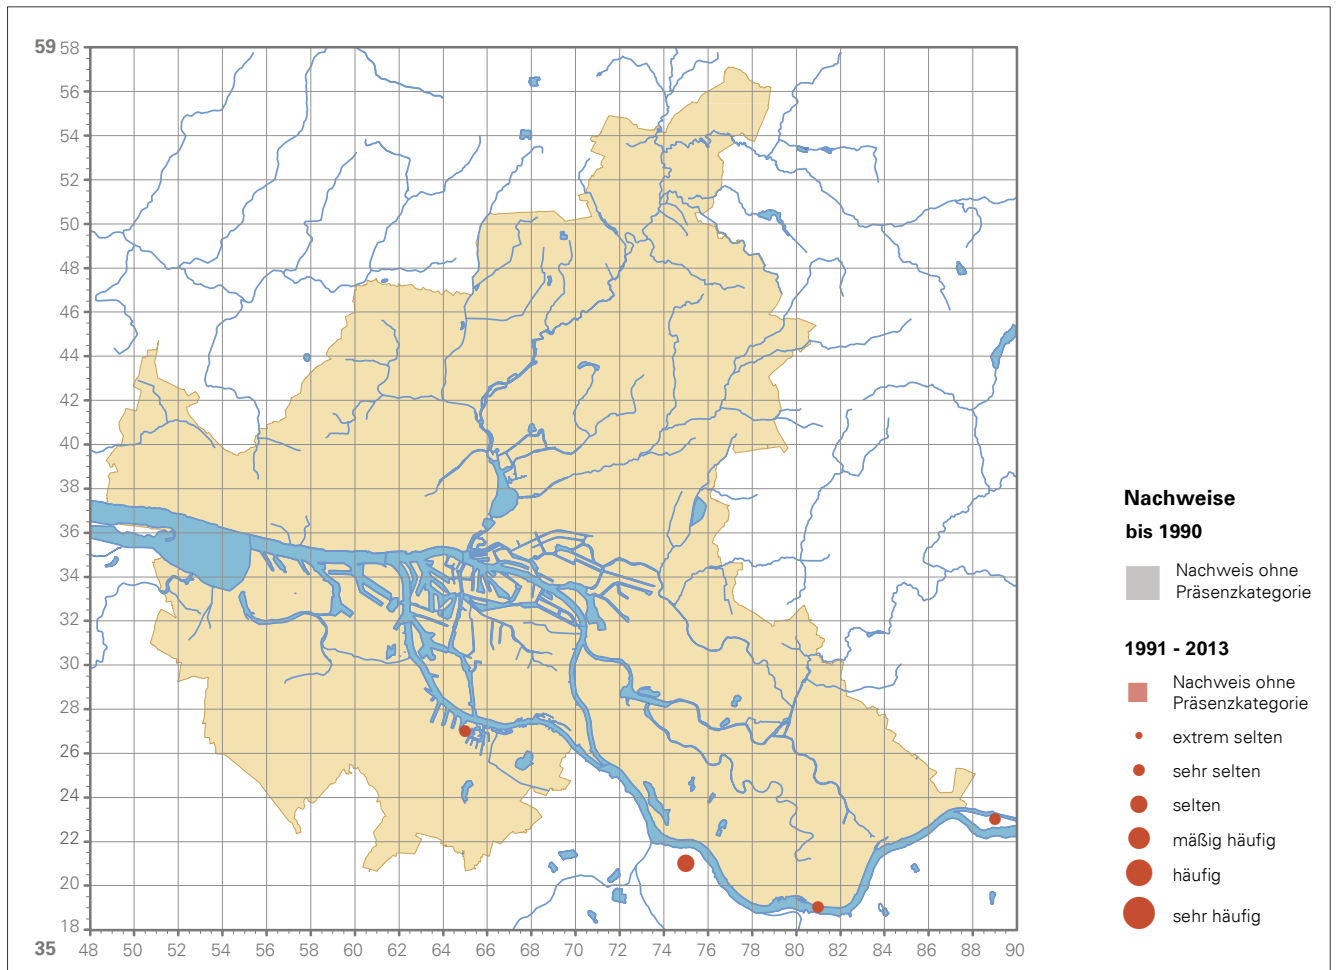 59 58
56
54
52
50
48
46
44
42
40
38
36
34
32
30
28
26
24
22
20
18
35
48 50 52 54 56 58 60 62 64 66 68 70 72 74 76 78 80 82 84 86 88 90
Nachweise
bis 1990
Nachweis ohne
Präsenzkategorie
1991 - 2013
Nachweis ohne
Präsenzkategorie
extrem selten
sehr selten
selten
mäßig häufig
häufig
sehr häufig